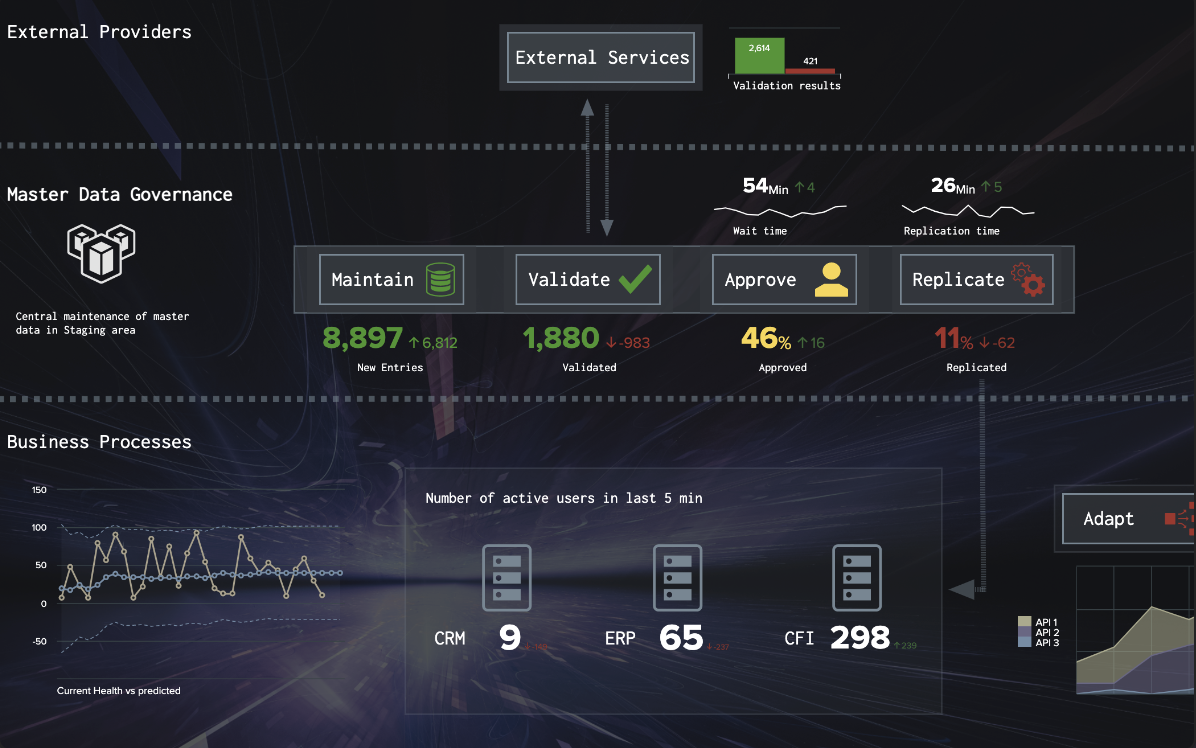 External Providers
External Services
2,614
421
Validation results
Master Data Governance
Central maintenance of master
data in Staging area
54Min ↑4
Wait time
26Min ↑5
Replication time
Maintain
Validate
Approve
Replicate
8,897 ↑6,812
New Entries
1,880 ↓-983
Validated
46% ↑16
Approved
11% ↓-62
Replicated
Business Processes
150
100
50
0
-50
Current Health vs predicted
Number of active users in last 5 min
CRM 9
ERP 65 ↓-237
CFI 298 ↑239
Adapt
API 1
API 2
API 3